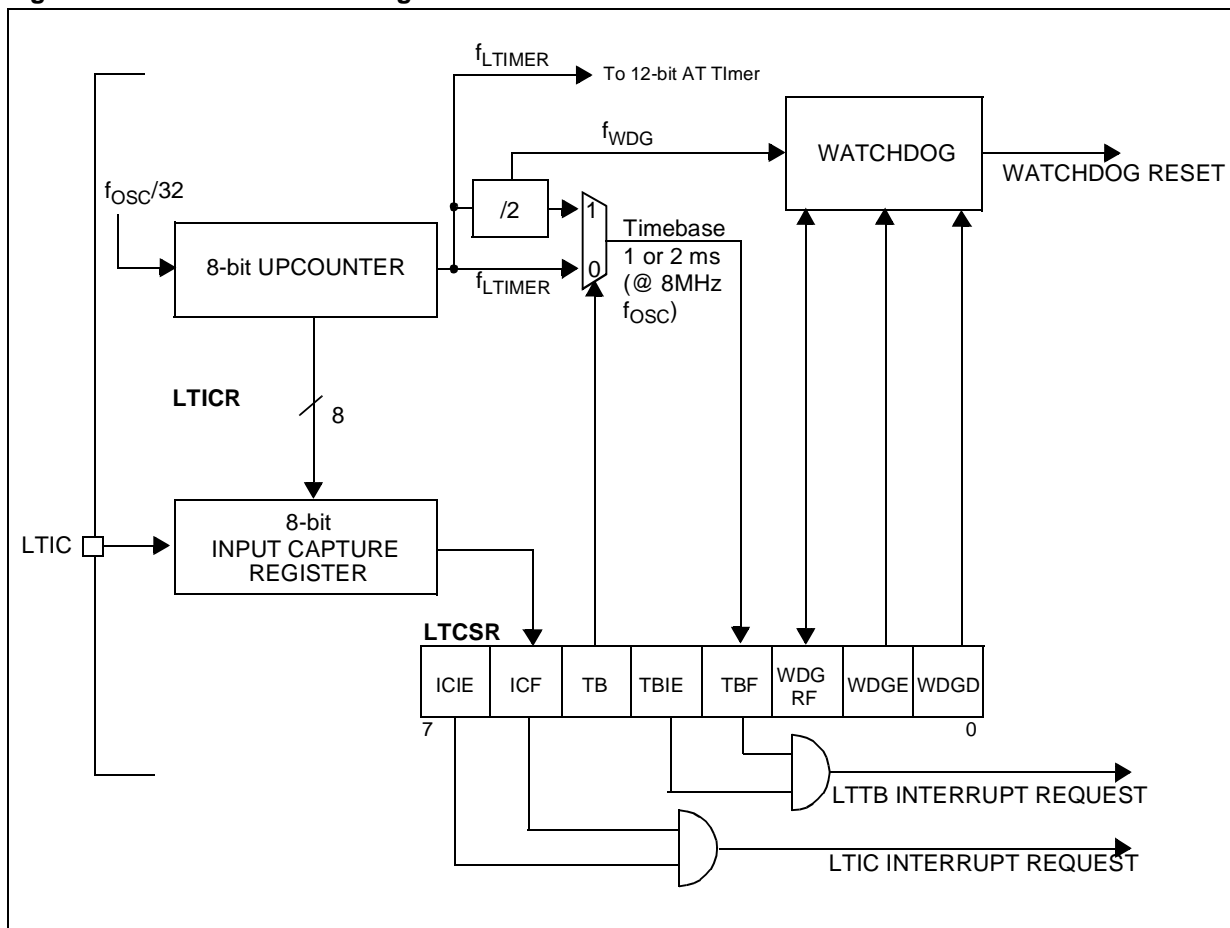 fLTIMER
To 12-bit AT TImer
fWDG
WATCHDOG
WATCHDOG RESET
fOSC/32
/2
1
8-bit UPCOUNTER
Timebase
1 or 2 ms
(@ 8MHz
fOSC)
0
fLTIMER
LTICR
8
LTIC
8-bit
INPUT CAPTURE
REGISTER
LTCSR
ICIE ICF TB TBIE TBF WDG RF WDGE WDGD
7 0
LTTB INTERRUPT REQUEST
LTIC INTERRUPT REQUEST